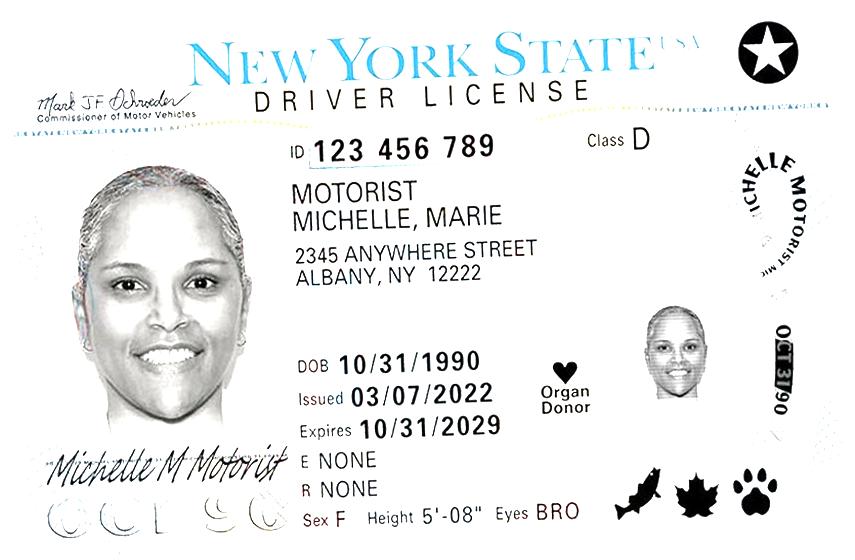 NEW YORK STATE USA
DRIVER LICENSE
Mark JF Schroeder
Commissioner of Motor Vehicles
ID 123 456 789
Class D
MOTORIST
MICHELLE, MARIE
2345 ANYWHERE STREET
ALBANY, NY 12222
MICHELLE MOTORIST
DOB 10/31/1990
Issued 03/07/2022
Expires 10/31/2029
Organ
Donor
OCT 31/90
E NONE
R NONE
Sex F Height 5'-08" Eyes BRO
Michelle M Motorist
OCT 90